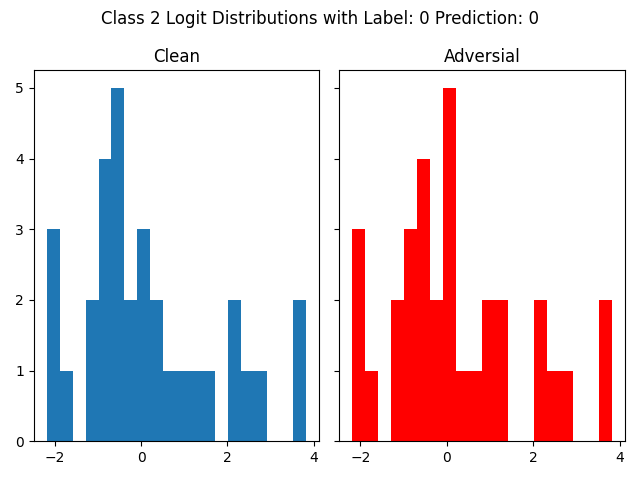 Class 2 Logit Distributions with Label: 0 Prediction: 0
Clean
Adversial
5
4
3
2
1
0
−2 0 2 4
−2 0 2 4